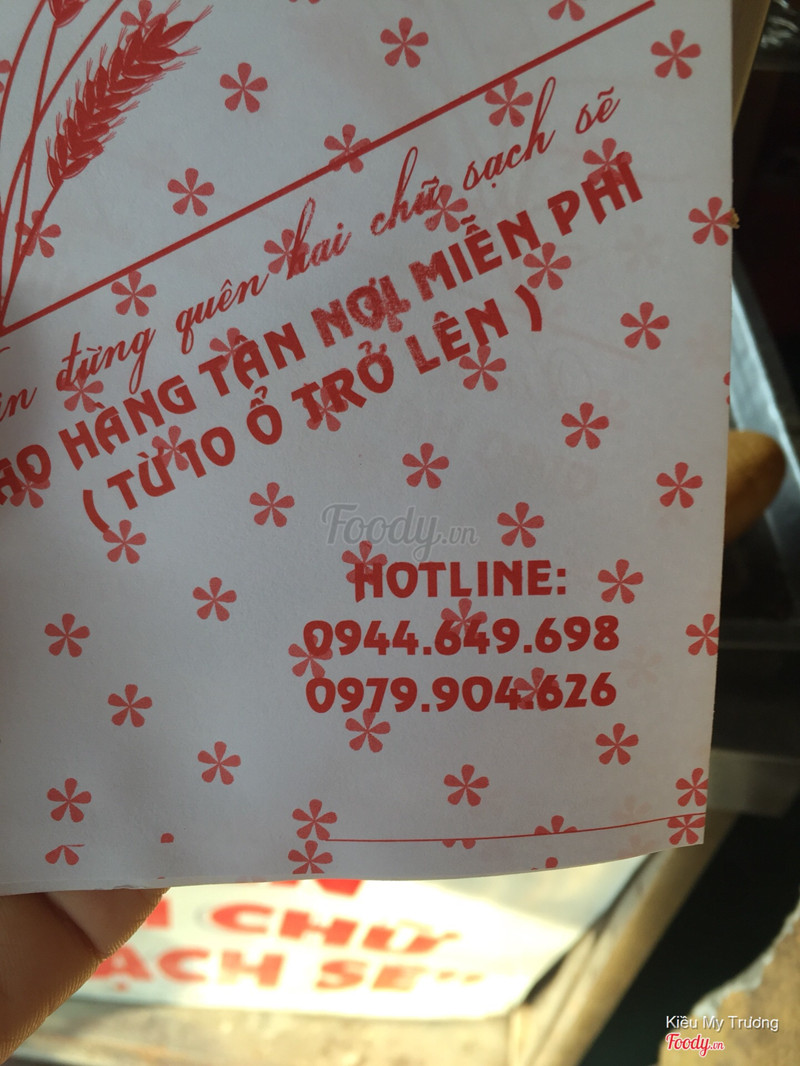 đừng quên hai chữ sạch sẽ
HÀNG TẬN NƠI MIỄN PHÍ
( TỪ 10 Ổ TRỞ LÊN )
Foody.vn
HOTLINE:
0944.649.698
0979.904.626
CHỮ
SẠCH SẼ"
Kiều My Trương
Foody.vn